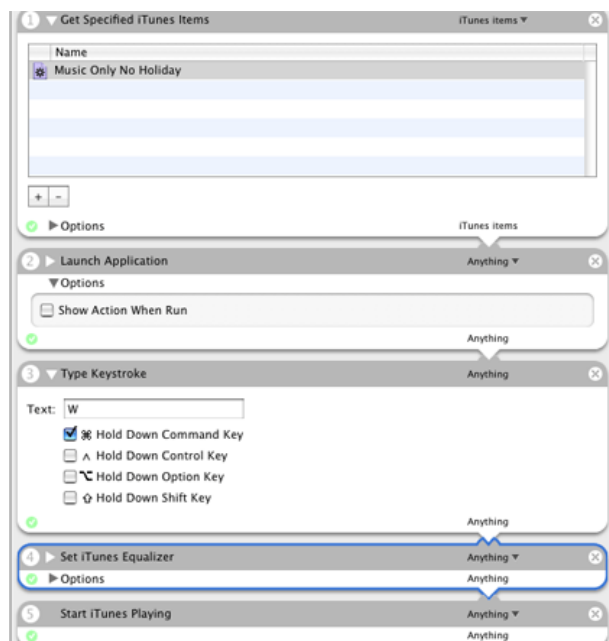 1 Get Specified iTunes Items iTunes items
Name
Music Only No Holiday
+ -
Options iTunes items
2 Launch Application Anything
Options
Show Action When Run
Anything
3 Type Keystroke Anything
Text: W
⌘ Hold Down Command Key
^ Hold Down Control Key
⌥ Hold Down Option Key
⇧ Hold Down Shift Key
Anything
4 Set iTunes Equalizer Anything
Options Anything
5 Start iTunes Playing Anything
Anything